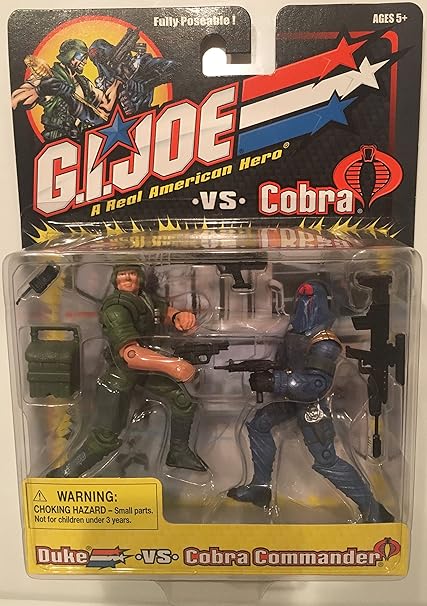 Fully Poseable !
AGES 5+
G.I.JOE®
A Real American Hero®
•VS• Cobra®
⚠ WARNING:
CHOKING HAZARD – Small parts.
Not for children under 3 years.
Duke •VS• Cobra Commander